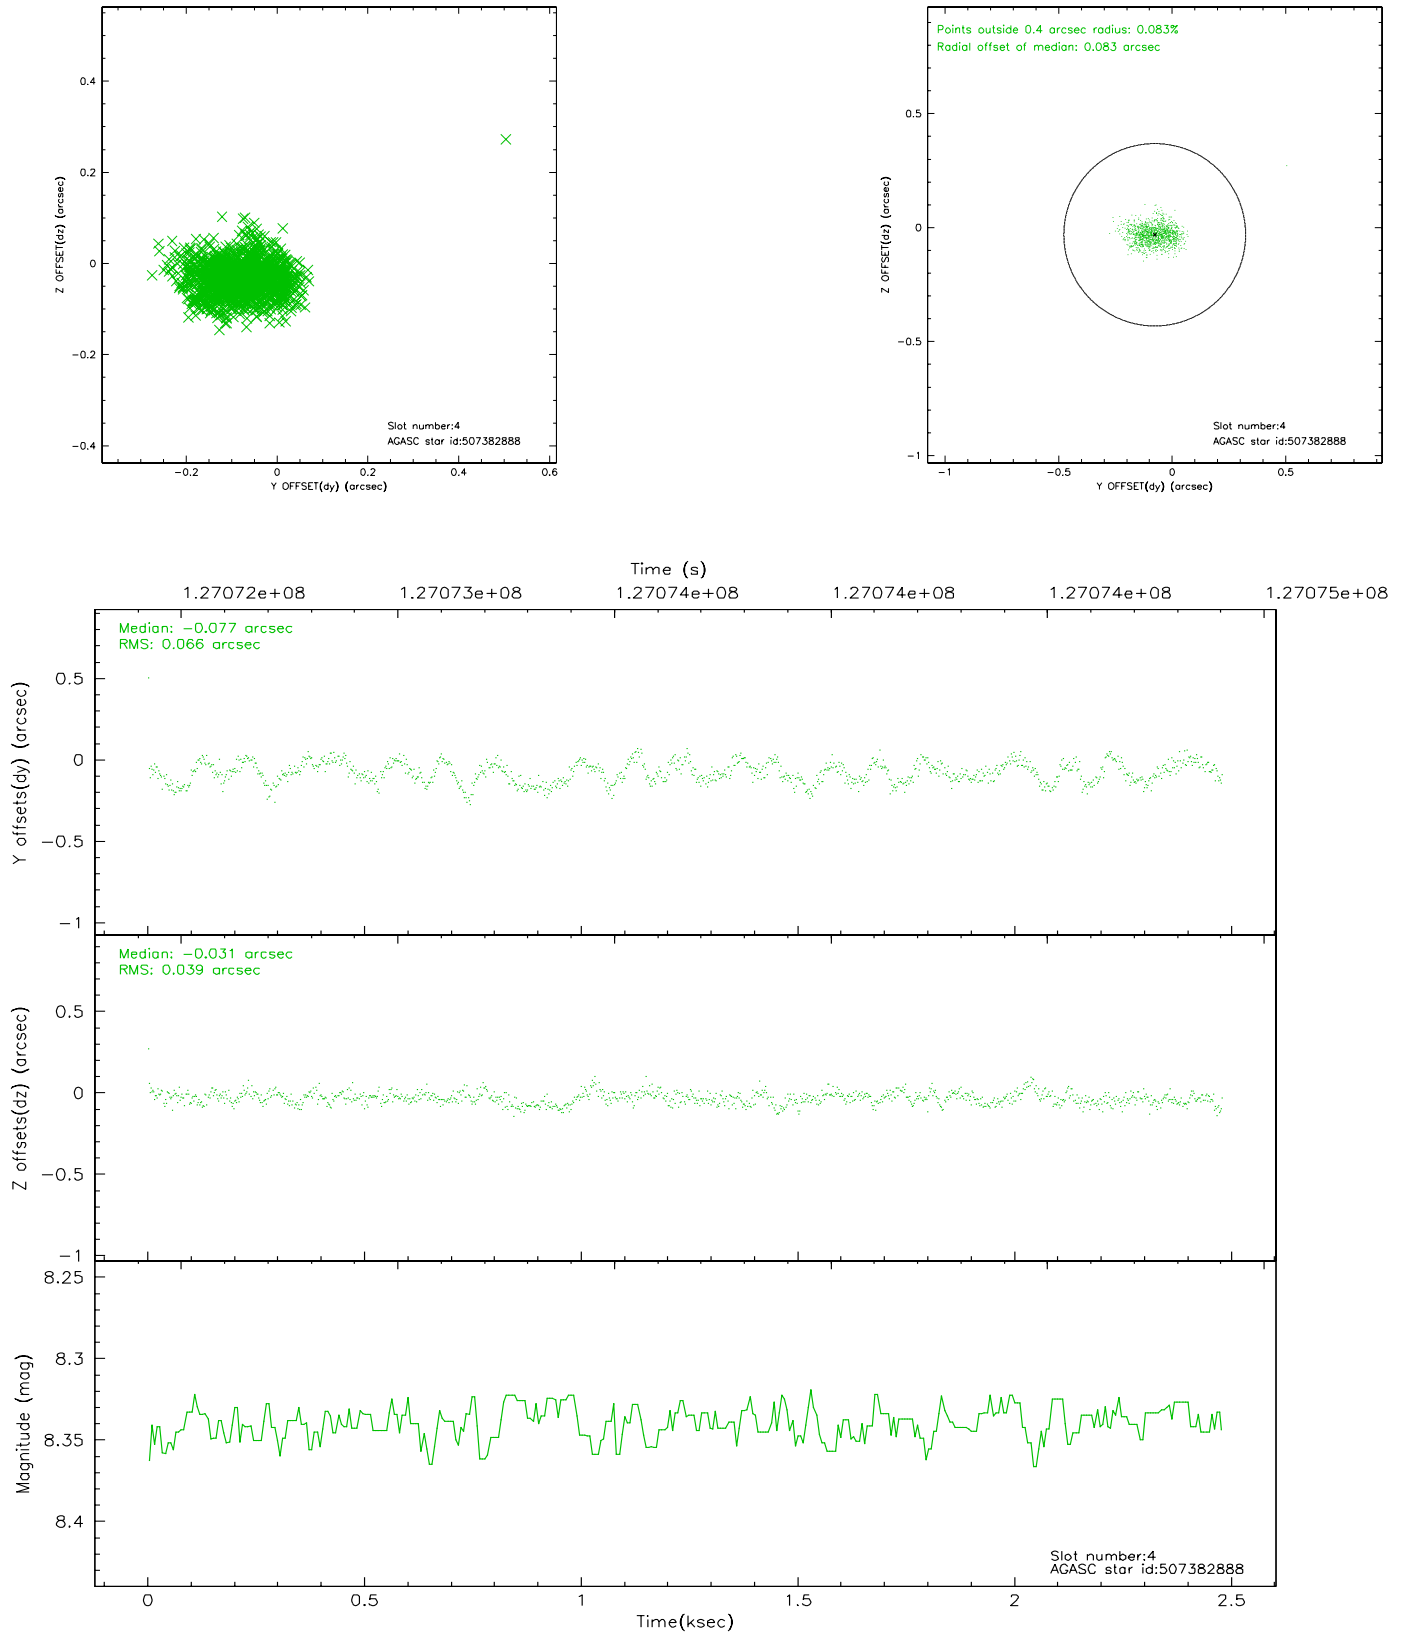 0.4
0.2
0
−0.2
−0.4
Z OFFSET(dz) (arcsec)
Slot number:4
AGASC star id:507382888
−0.2 0 0.2 0.4 0.6
Y OFFSET(dy) (arcsec)
Points outside 0.4 arcsec radius: 0.083%
Radial offset of median: 0.083 arcsec
0.5
0
−0.5
−1
Z OFFSET(dz) (arcsec)
Slot number:4
AGASC star id:507382888
−1 −0.5 0 0.5
Y OFFSET(dy) (arcsec)
Time (s)
1.27072e+08 1.27073e+08 1.27074e+08 1.27074e+08 1.27074e+08 1.27075e+08
Median: −0.077 arcsec
RMS: 0.066 arcsec
0.5
0
−0.5
−1
Y offsets(dy) (arcsec)
Median: −0.031 arcsec
RMS: 0.039 arcsec
0.5
0
−0.5
−1
Z offsets(dz) (arcsec)
8.25
8.3
8.35
8.4
Magnitude (mag)
Slot number:4
AGASC star id:507382888
0 0.5 1 1.5 2 2.5
Time(ksec)